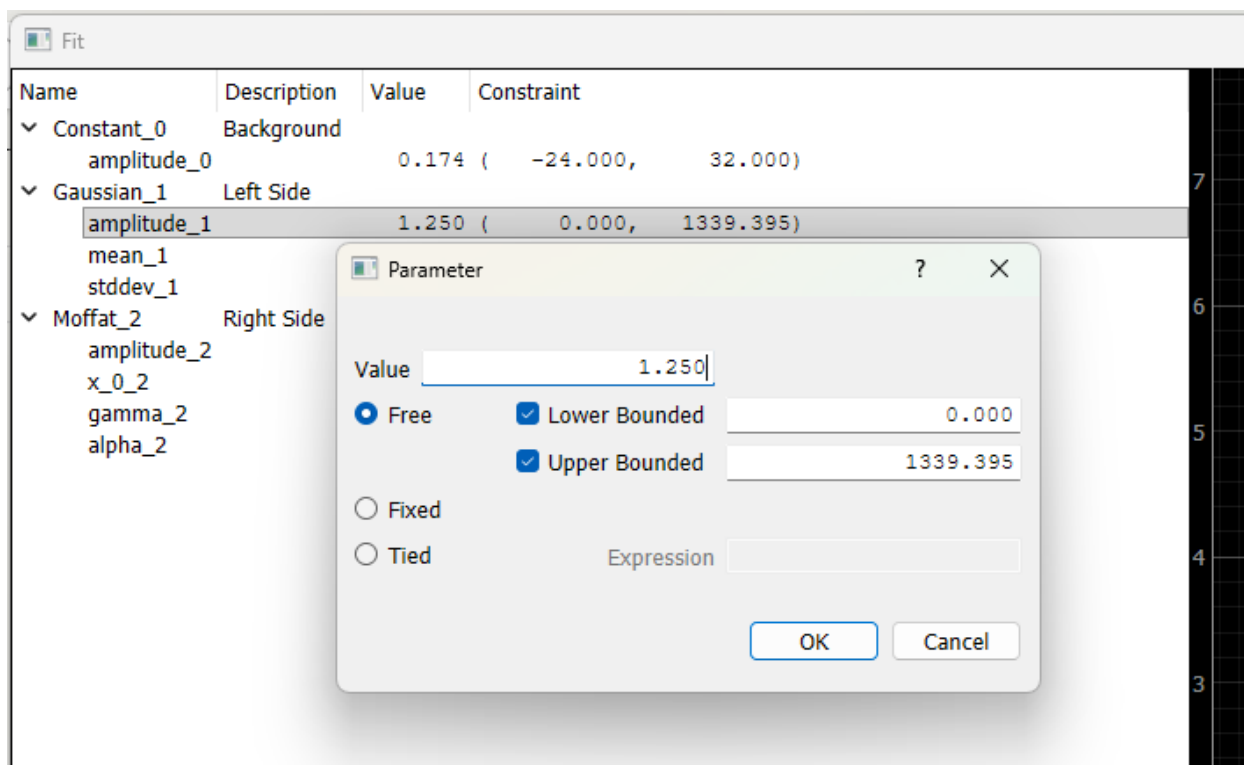 Fit
Name Description Value Constraint
Constant_0 Background
amplitude_0 0.174 ( -24.000, 32.000)
7
Gaussian_1 Left Side
amplitude_1 1.250 ( 0.000, 1339.395)
mean_1
Parameter ?
stddev_1
6
Moffat_2 Right Side
amplitude_2
Value 1.250
x_0_2
gamma_2
Free Lower Bounded 0.000
5
alpha_2
Upper Bounded 1339.395
Fixed
Tied Expression
4
OK Cancel
3